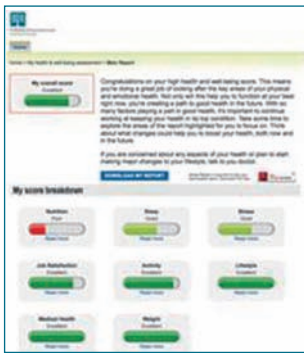 Home > My health & well-being assessment > Main Report
My overall score
Excellent
Congratulations on your high health and well-being score. This means
you're doing a great job of looking after the key areas of your physical
and emotional health. Not only will this help you to function at your best
right now, you're creating a path to good health in the future. With so
many factors playing a part in good health, it's important to continue
working at keeping your health in tip top condition. Take some time to
explore the areas of the report highlighted for you to focus on. Think
about what changes could help you to boost your health, both now and
in the future.
If you are concerned about any aspects of your health or plan to start
making major changes to your lifestyle, talk to your doctor.
DOWNLOAD MY REPORT
My score breakdown
Nutrition
Poor
Read more
Sleep
Good
Read more
Stress
Good
Read more
Job Satisfaction
Excellent
Read more
Activity
Excellent
Read more
Lifestyle
Excellent
Read more
Medical Health
Excellent
Weight
Excellent